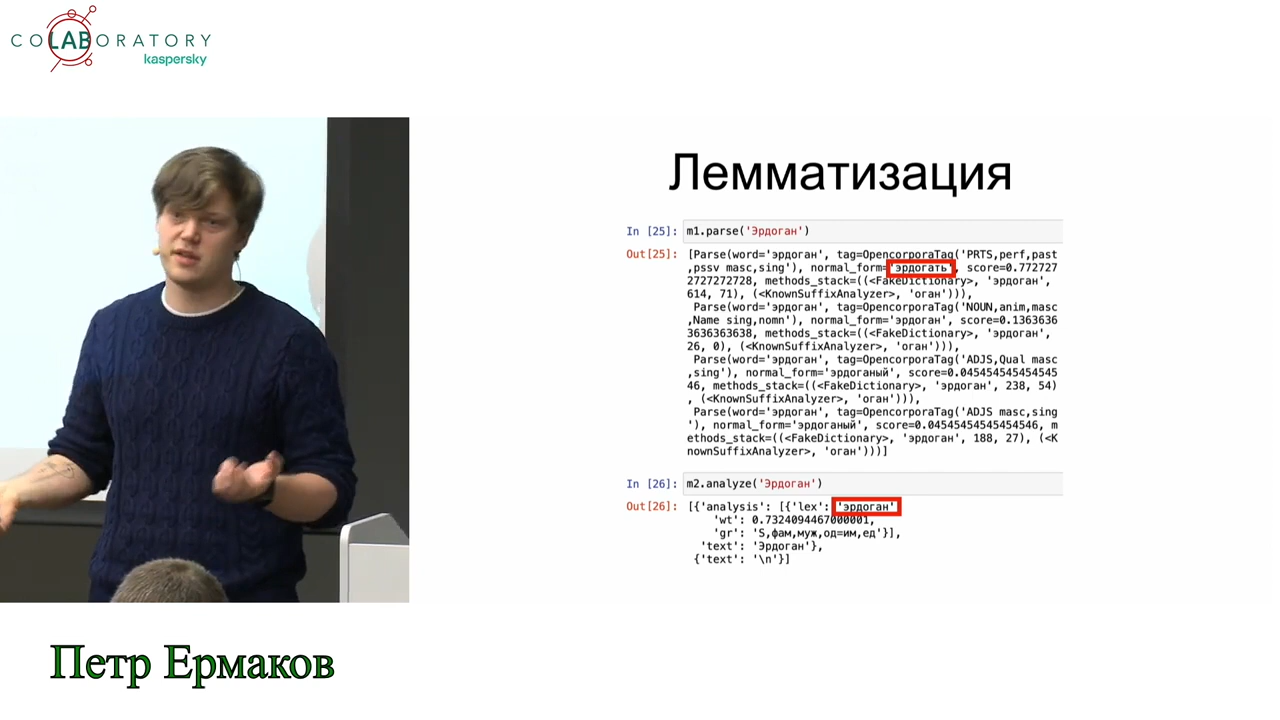 COLABORATORY
kaspersky
Лемматизация
In [25]: m1.parse('Эрдоган')
Out[25]: [Parse(word='эрдоган', tag=OpencorporaTag('PRTS,perf,past
,pssv masc,sing'), normal_form='эрдогать', score=0.772727
2727272728, methods_stack=((<FakeDictionary>, 'эрдоган',
614, 71), (<KnownSuffixAnalyzer>, 'оган'))),
Parse(word='эрдоган', tag=OpencorporaTag('NOUN,anim,masc
,Name sing,nomn'), normal_form='эрдоган', score=0.1363636
3636363638, methods_stack=((<FakeDictionary>, 'эрдоган',
26, 0), (<KnownSuffixAnalyzer>, 'оган'))),
Parse(word='эрдоган', tag=OpencorporaTag('ADJS,Qual masc
,sing'), normal_form='эрдоганый', score=0.045454545454545
46, methods_stack=((<FakeDictionary>, 'эрдоган', 238, 54)
, (<KnownSuffixAnalyzer>, 'оган'))),
Parse(word='эрдоган', tag=OpencorporaTag('ADJS masc,sing
'), normal_form='эрдоганый', score=0.04545454545454546, m
ethods_stack=((<FakeDictionary>, 'эрдоган', 188, 27), (<K
nownSuffixAnalyzer>, 'оган')))]
In [26]: m2.analyze('Эрдоган')
Out[26]: [{'analysis': [{'lex': 'эрдоган'
'wt': 0.7324094467000001,
'gr': 'S,фам,муж,од=им,ед'}],
'text': 'Эрдоган'},
{'text': '\n'}]
Петр Ермаков